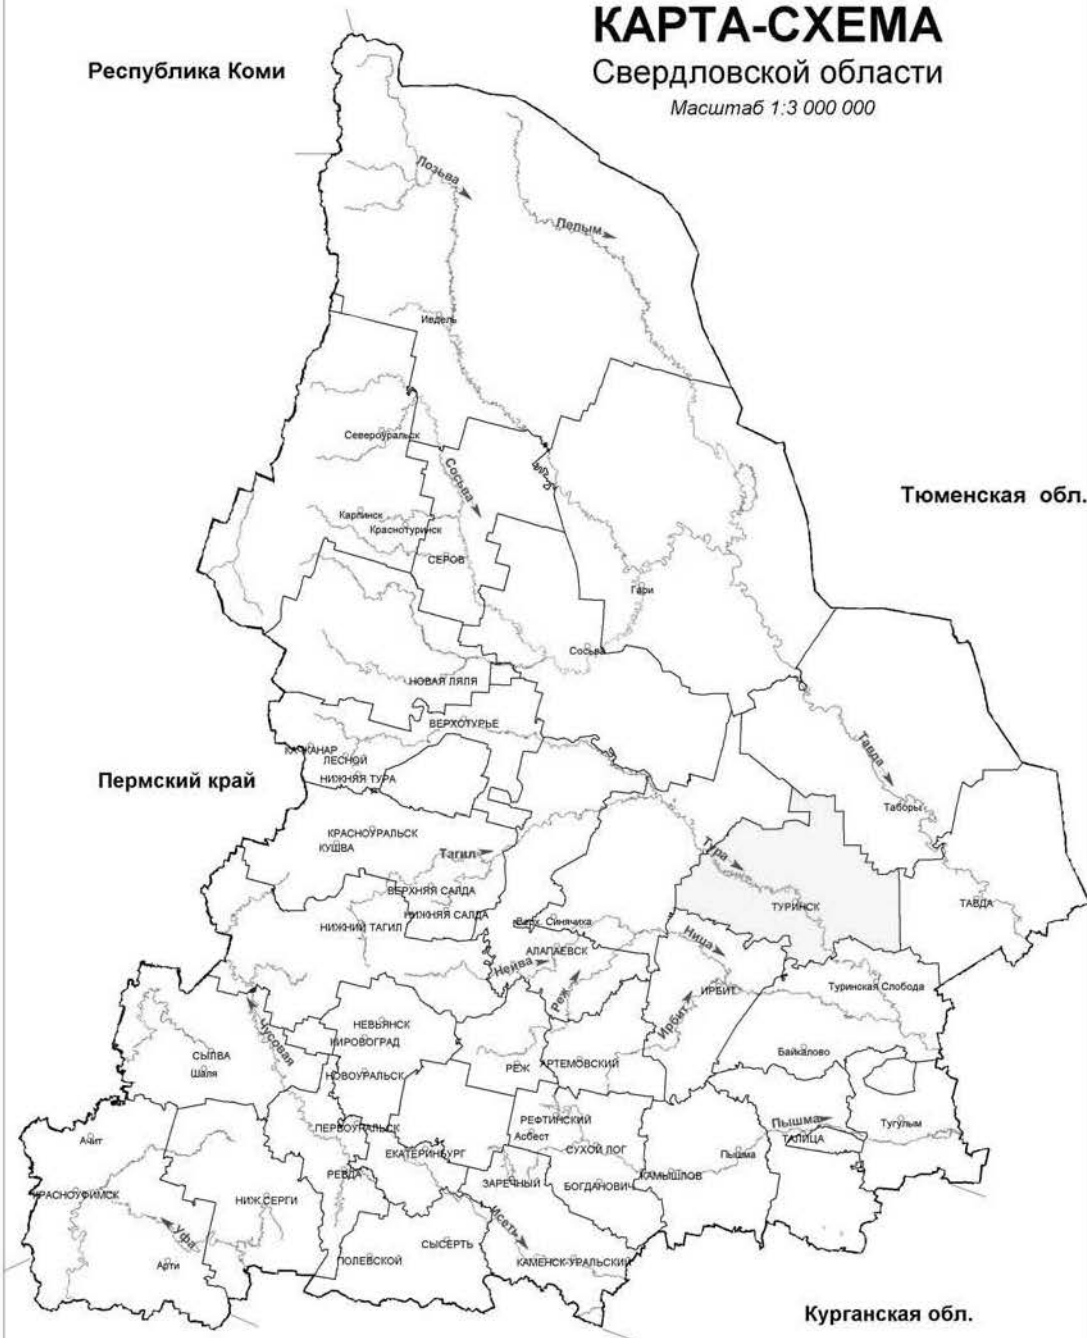 КАРТА-СХЕМА
Свердловской области
Масштаб 1:3 000 000
Республика Коми
Лозьва
Пелым
Ивдель
Североуральск
Сосьва
Тюменская обл.
Карпинск
Краснотуринск
СЕРОВ
Гари
Сосьва
НОВАЯ ЛЯЛЯ
ВЕРХОТУРЬЕ
КАЧКАНАР
ЛЕСНОЙ
НИЖНЯЯ ТУРА
Пермский край
Тавда
Таборы
КРАСНОУРАЛЬСК
КУШВА
Тагил
Тура
ВЕРХНЯЯ САЛДА
ТУРИНСК
ТАВДА
НИЖНЯЯ САЛДА
НИЖНИЙ ТАГИЛ
Верх. Синячиха
Ница
АЛАПАЕВСК
Нейва
Реж
ИРБИТ
Туринская Слобода
Ирбит
Чусовая
НЕВЬЯНСК
КИРОВОГРАД
СЫЛВА
Шаля
НОВОУРАЛЬСК
РЕЖ
АРТЕМОВСКИЙ
Байкалово
ПЕРВОУРАЛЬСК
РЕФТИНСКИЙ
Асбест
Пышма
ТАЛИЦА
Тугулым
Ачит
ЕКАТЕРИНБУРГ
СУХОЙ ЛОГ
Пышма
РЕВДА
ЗАРЕЧНЫЙ
БОГДАНОВИЧ
КАМЫШЛОВ
КРАСНОУФИМСК
НИЖ.СЕРГИ
Уфа
Исеть
СЫСЕРТЬ
Арти
ПОЛЕВСКОЙ
КАМЕНСК-УРАЛЬСКИЙ
Курганская обл.